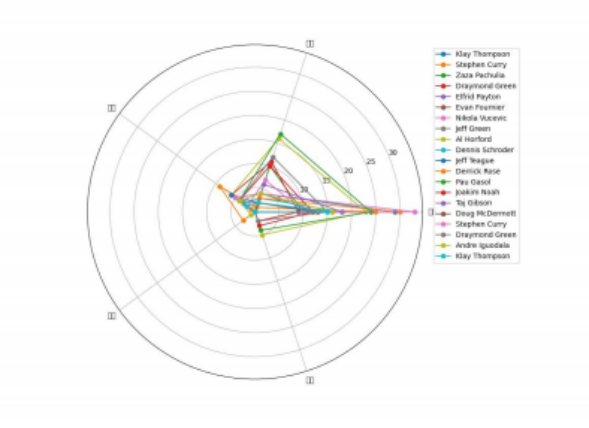 Klay Thompson
Stephen Curry
Zaza Pachulia
Draymond Green
Elfrid Payton
Evan Fournier
Nikola Vucevic
Jeff Green
Al Horford
Dennis Schroder
Jeff Teague
Derrick Rose
Pau Gasol
Joakim Noah
Taj Gibson
Doug McDermott
Stephen Curry
Draymond Green
Andre Iguodala
Klay Thompson
30
25
20
15
10